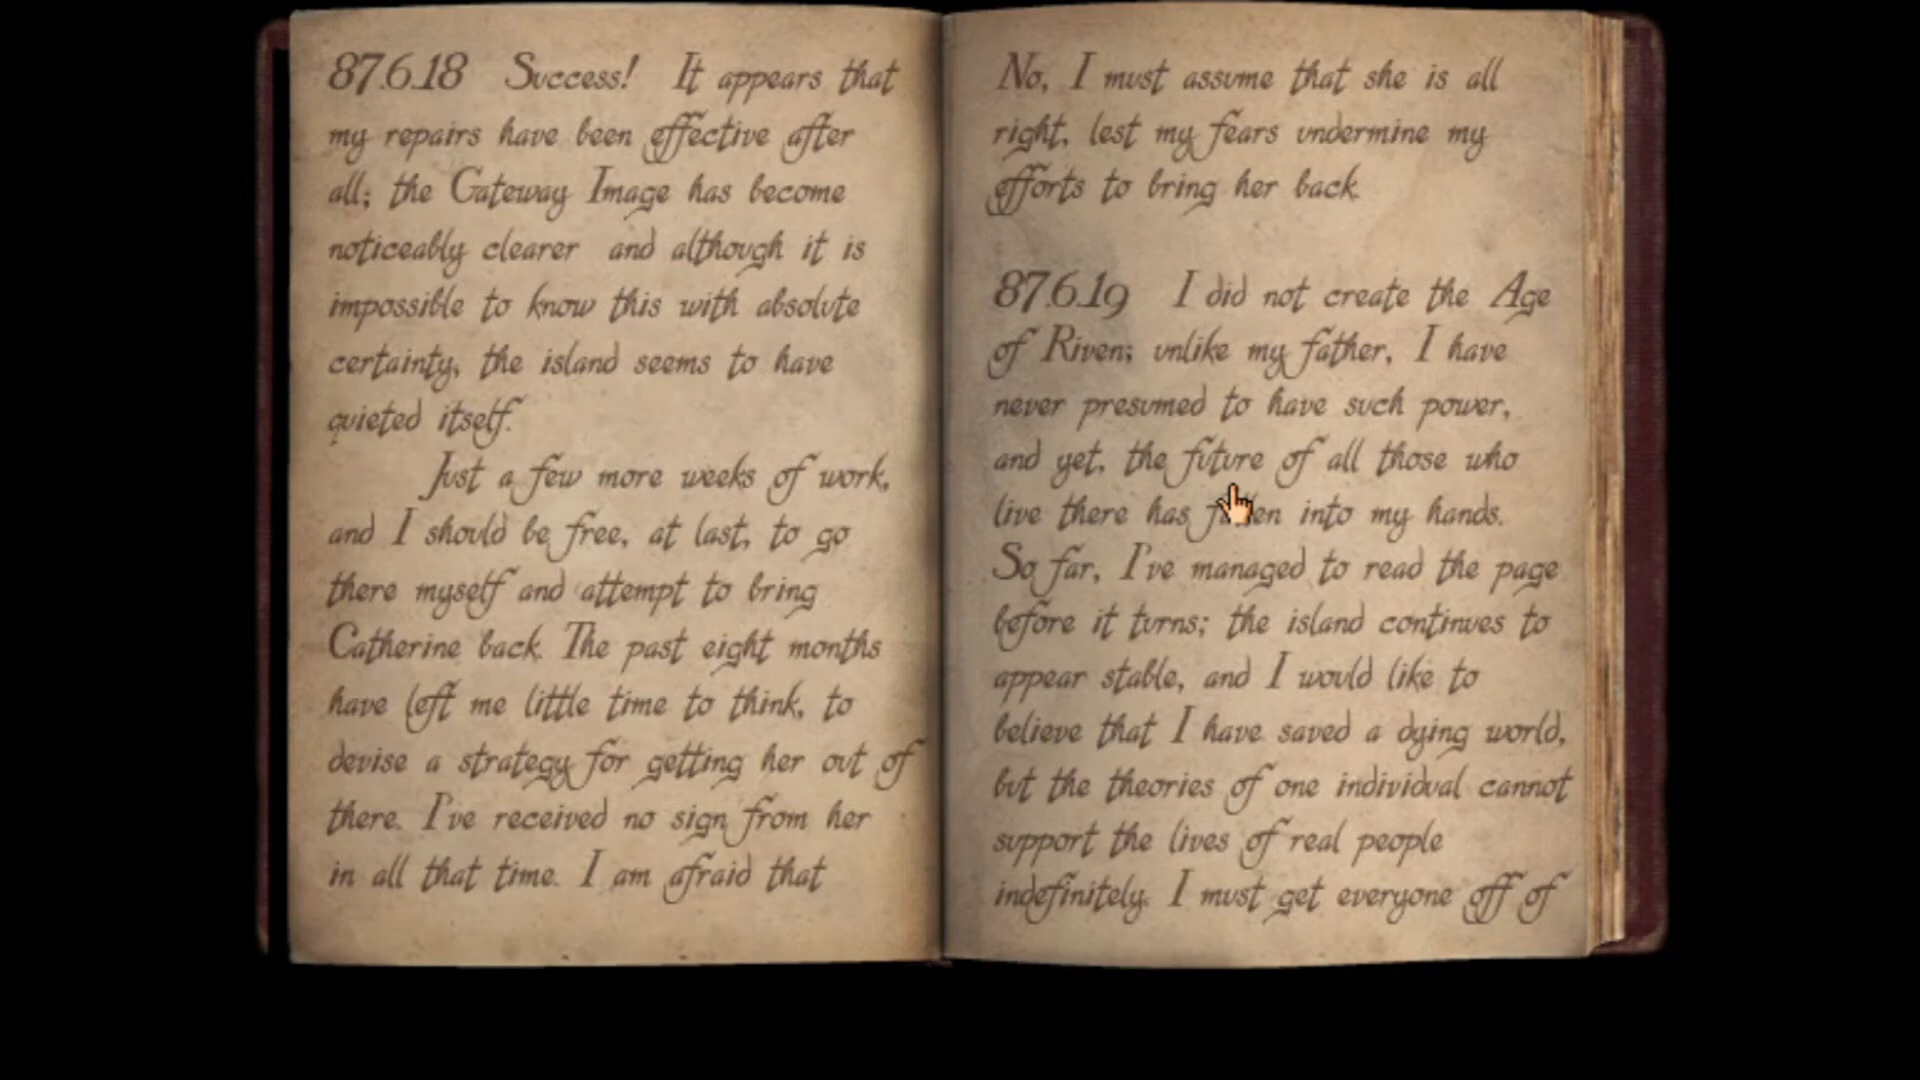 87.6.18 Success! It appears that
my repairs have been effective after
all; the Gateway Image has become
noticeably clearer and although it is
impossible to know this with absolute
certainty, the island seems to have
quieted itself.
Just a few more weeks of work,
and I should be free, at last, to go
there myself and attempt to bring
Catherine back. The past eight months
have left me little time to think, to
devise a strategy for getting her out of
there. I've received no sign from her
in all that time. I am afraid that
No, I must assume that she is all
right, lest my fears undermine my
efforts to bring her back.
87.6.19 I did not create the Age
of Riven; unlike my father, I have
never presumed to have such power,
and yet, the future of all those who
live there has fallen into my hands.
So far, I've managed to read the page
before it turns; the island continues to
appear stable, and I would like to
believe that I have saved a dying world,
but the theories of one individual cannot
support the lives of real people
indefinitely. I must get everyone off of